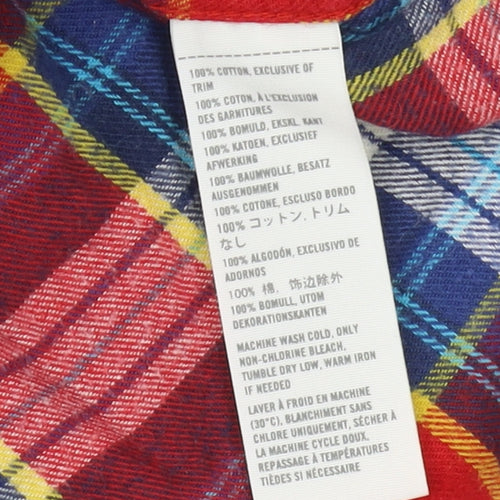 100% COTTON, EXCLUSIVE OF
TRIM
100% COTON, À L'EXCLUSION
DES GARNITURES
100% BOMULD, EKSKL. KANT
100% KATOEN, EXCLUSIEF
AFWERKING
100% BAUMWOLLE, BESATZ
AUSGENOMMEN
100% COTONE, ESCLUSO BORDO
100% コットン, トリム
なし
100% ALGODÓN, EXCLUSIVO DE
ADORNOS
100% 棉, 饰边除外
100% BOMULL, UTOM
DEKORATIONSKANTEN
MACHINE WASH COLD, ONLY
NON-CHLORINE BLEACH,
TUMBLE DRY LOW, WARM IRON
IF NEEDED
LAVER À FROID EN MACHINE
(30°C), BLANCHIMENT SANS
CHLORE UNIQUEMENT, SÉCHER À
LA MACHINE CYCLE DOUX.
REPASSAGE À TEMPÉRATURES
TIÈDES SI NÉCESSAIRE